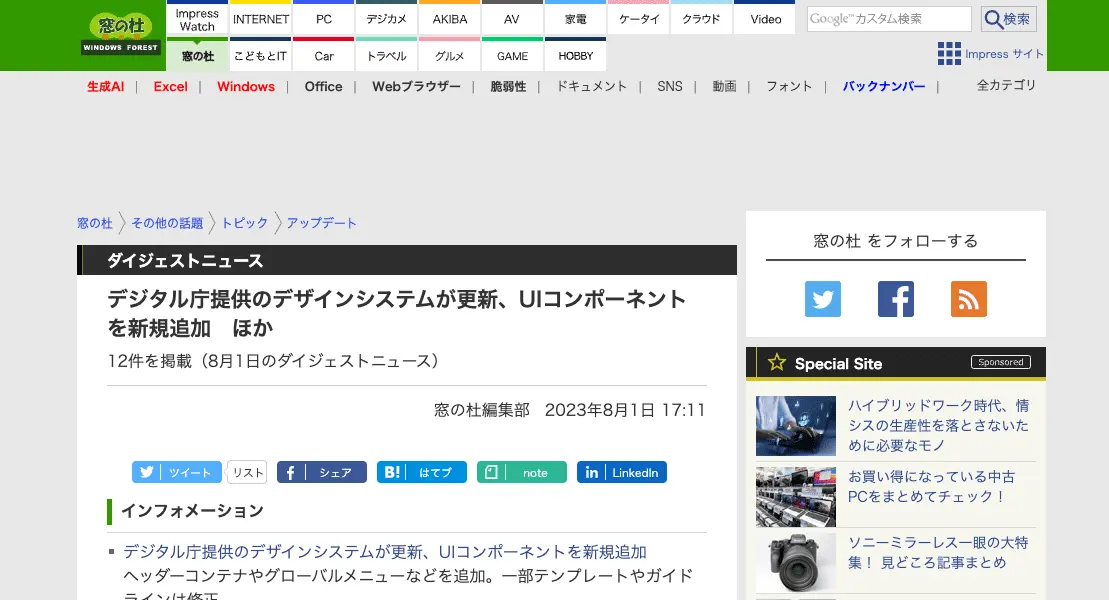 窓の杜
WINDOWS FOREST
Impress Watch
INTERNET
PC
デジカメ
AKIBA
AV
家電
ケータイ
クラウド
Video
Google™カスタム検索
検索
窓の杜
こどもとIT
Car
トラベル
グルメ
GAME
HOBBY
Impress サイト
生成AI | Excel | Windows | Office | Webブラウザー | 脆弱性 | ドキュメント | SNS | 動画 | フォント | バックナンバー | 全カテゴリ
窓の杜 〉その他の話題 〉トピック 〉アップデート
ダイジェストニュース
デジタル庁提供のデザインシステムが更新、UIコンポーネント
を新規追加　ほか
12件を掲載（8月1日のダイジェストニュース）
窓の杜編集部　2023年8月1日 17:11
ツイート
リスト
シェア
B! はてブ
note
in LinkedIn
インフォメーション
デジタル庁提供のデザインシステムが更新、UIコンポーネントを新規追加
ヘッダーコンテナやグローバルメニューなどを追加。一部テンプレートやガイド
ラインは修正
窓の杜 をフォローする
Special Site
Sponsored
ハイブリッドワーク時代、情
シスの生産性を落とさないた
めに必要なモノ
お買い得になっている中古
PCをまとめてチェック！
ソニーミラーレス一眼の大特
集！ 見どころ記事まとめ